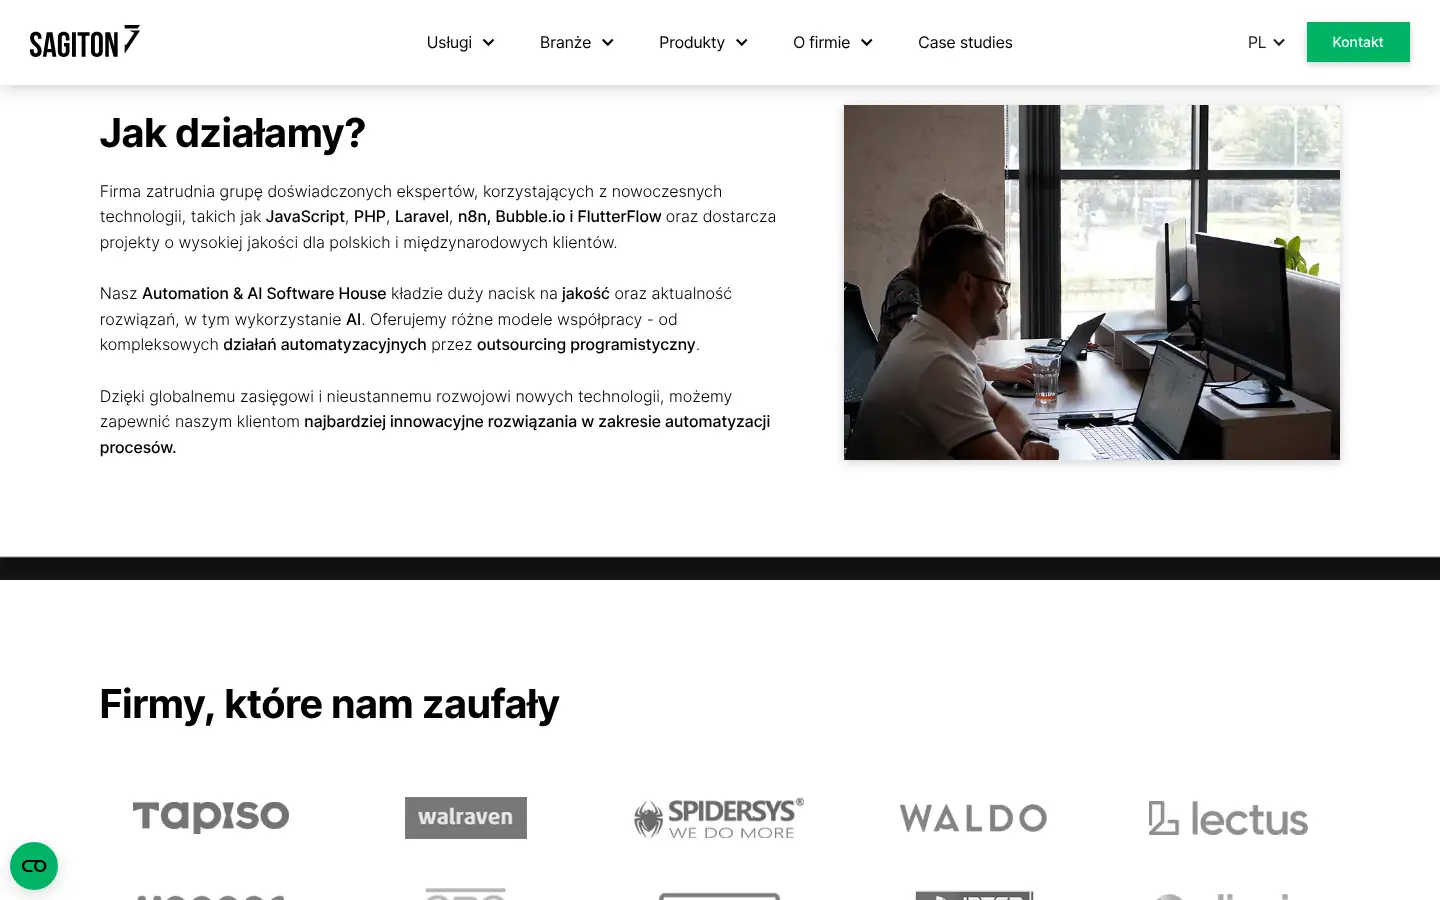 SAGITON
Usługi
Branże
Produkty
O firmie
Case studies
PL
Kontakt
Jak działamy?
Firma zatrudnia grupę doświadczonych ekspertów, korzystających z nowoczesnych
technologii, takich jak JavaScript, PHP, Laravel, n8n, Bubble.io i FlutterFlow oraz dostarcza
projekty o wysokiej jakości dla polskich i międzynarodowych klientów.
Nasz Automation & AI Software House kładzie duży nacisk na jakość oraz aktualność
rozwiązań, w tym wykorzystanie AI. Oferujemy różne modele współpracy - od
kompleksowych działań automatyzacyjnych przez outsourcing programistyczny.
Dzięki globalnemu zasięgowi i nieustannemu rozwojowi nowych technologii, możemy
zapewnić naszym klientom najbardziej innowacyjne rozwiązania w zakresie automatyzacji
procesów.
Firmy, które nam zaufały
Tapiso
walraven
SPIDERSYS®
WE DO MORE
WALDO
lectus